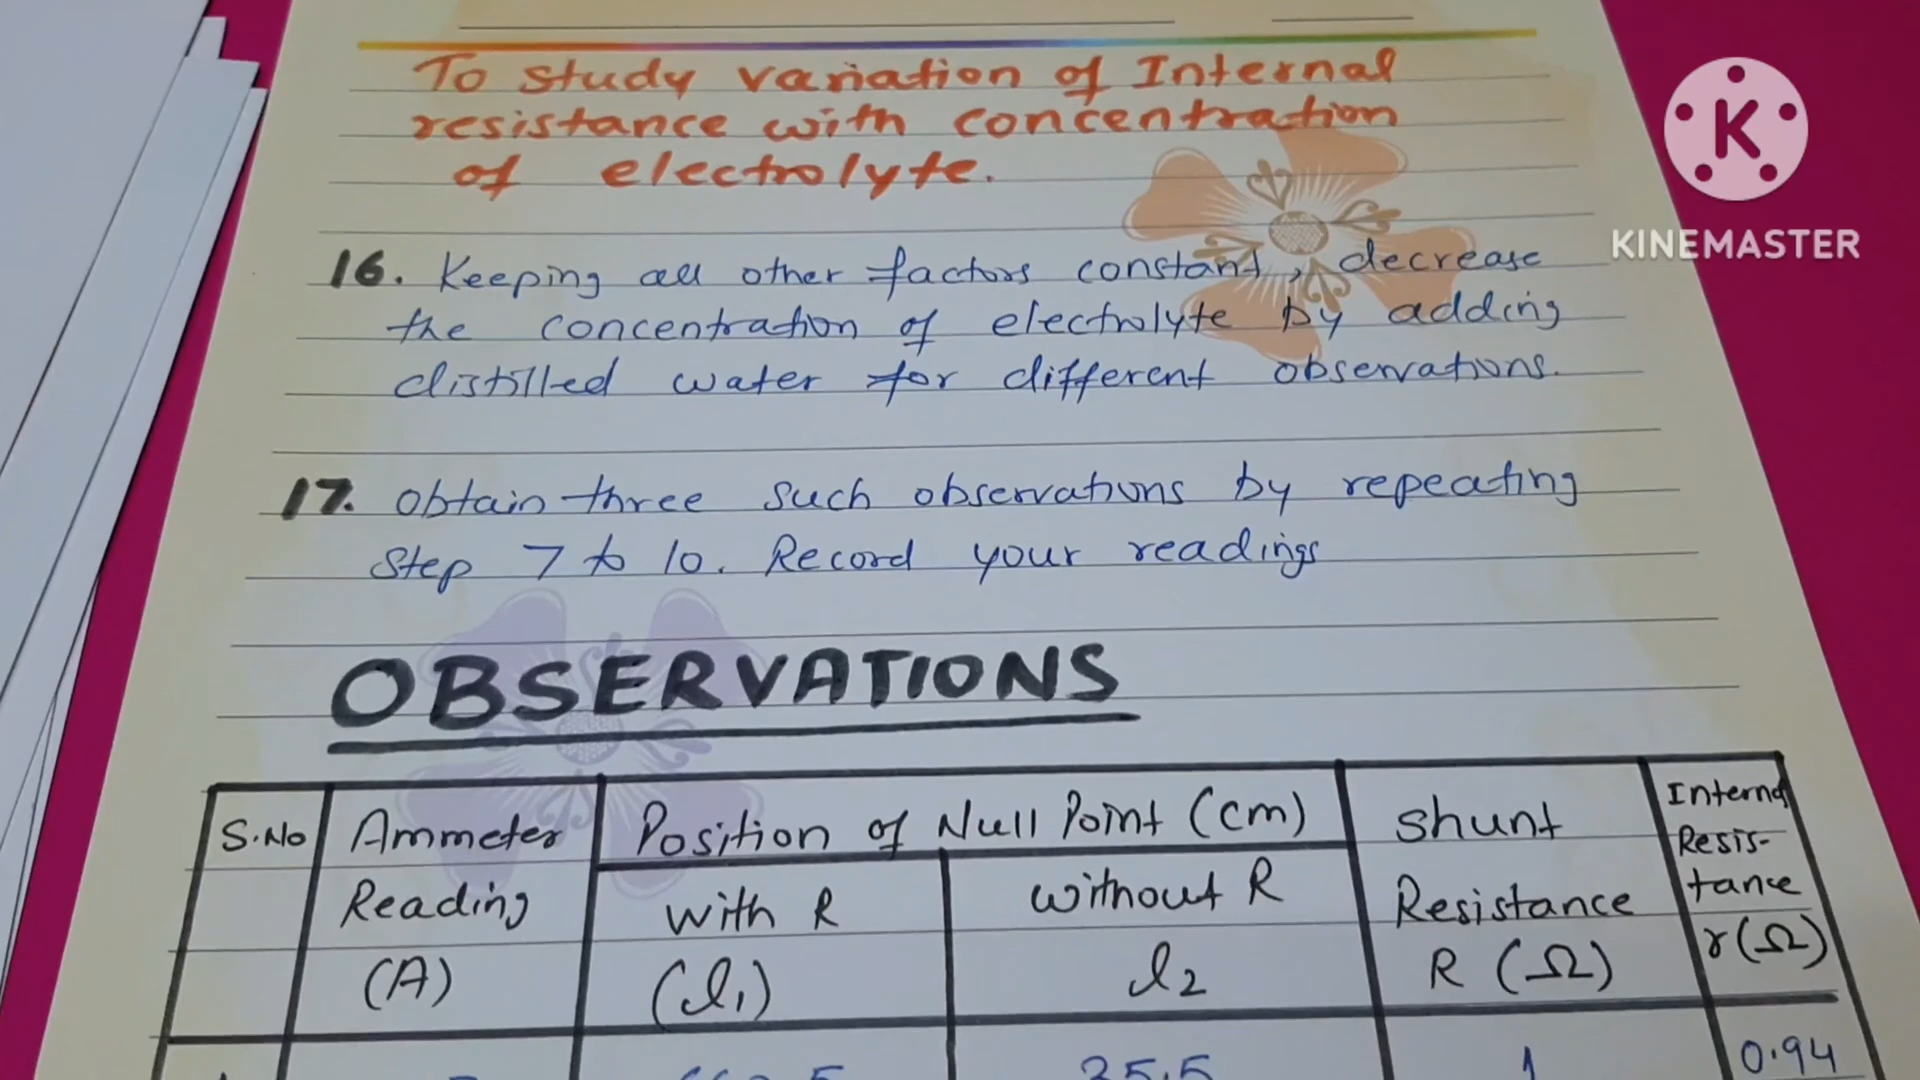 To study variation of Internal
resistance with concentration
of electrolyte.
K
KINEMASTER
16. Keeping all other factors constant, decrease
the concentration of electrolyte by adding
distilled water for different observations.
17. Obtain three such observations by repeating
Step 7 to 10. Record your readings
OBSERVATIONS
S.No Ammeter Reading (A)
Position of Null Point (cm)
with R (l1)
without R l2
Shunt Resistance R (Ω)
Internal Resis-tance r(Ω)
35.5 1 0.94